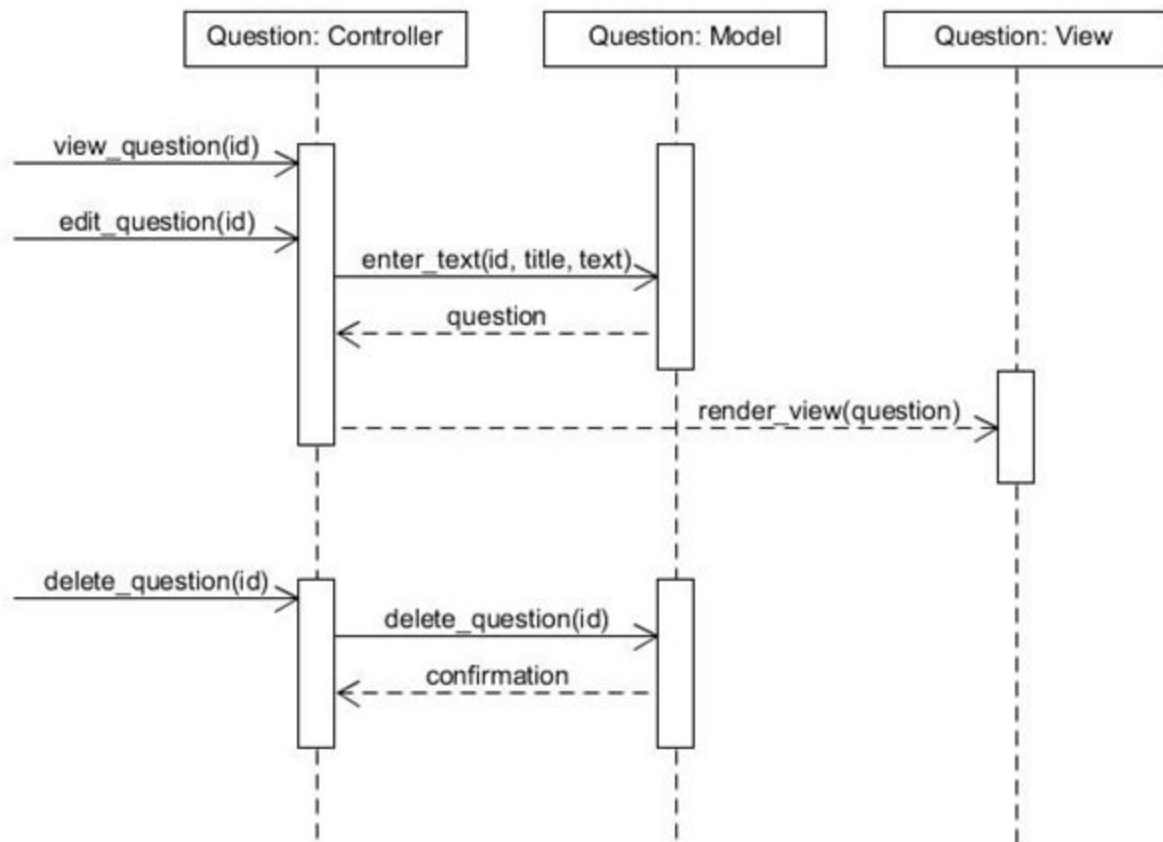 Question: Controller
Question: Model
Question: View
view_question(id)
edit_question(id)
enter_text(id, title, text)
question
render_view(question)
delete_question(id)
delete_question(id)
confirmation